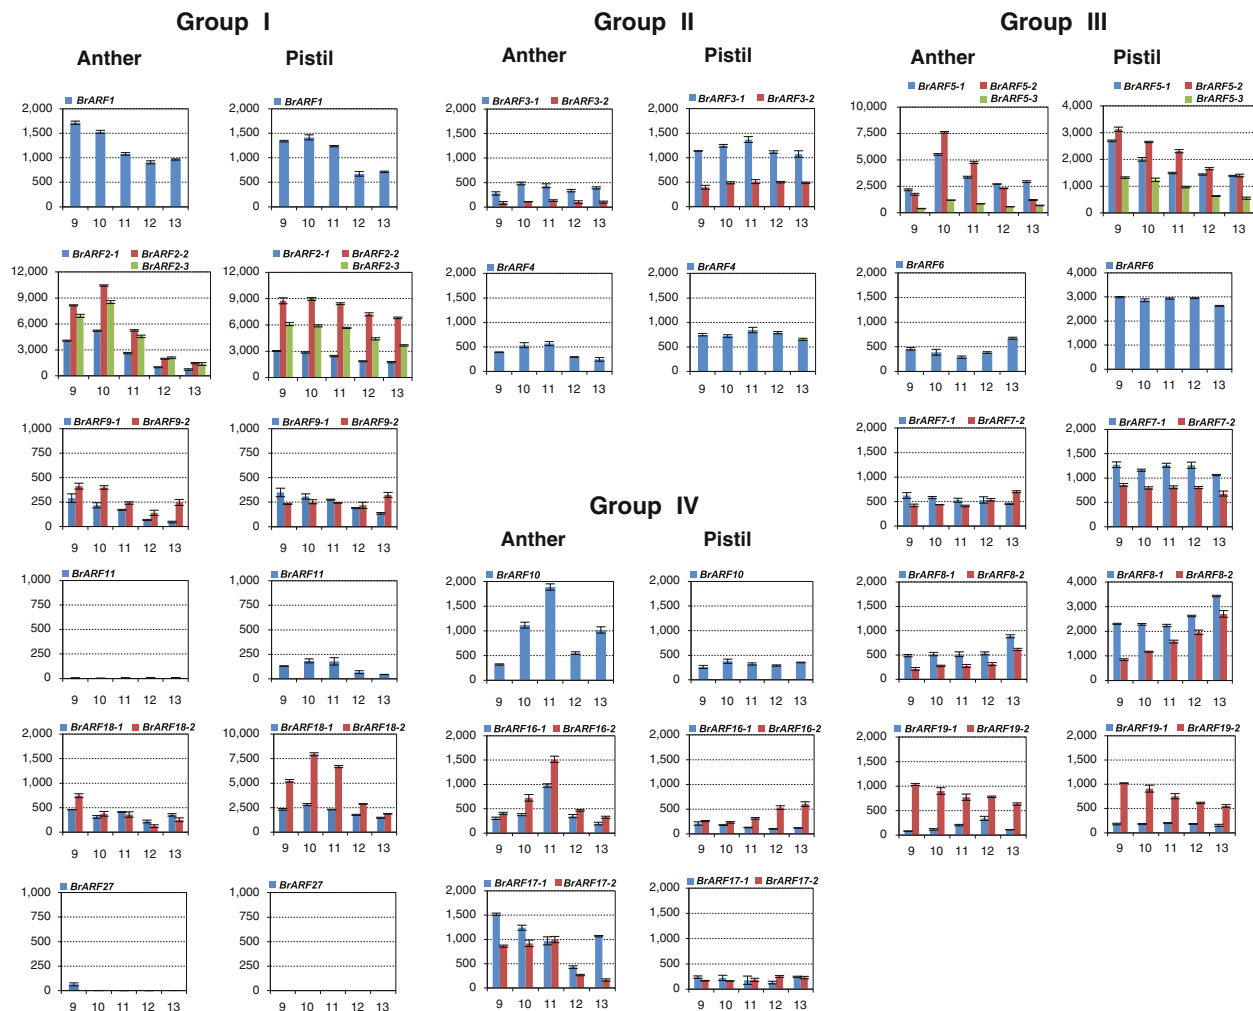 Group I
Anther Pistil
BrARF1
2,000
1,500
1,000
500
0
9 10 11 12 13
BrARF1
2,000
1,500
1,000
500
0
9 10 11 12 13
BrARF2-1 BrARF2-2
BrARF2-3
12,000
9,000
6,000
3,000
0
9 10 11 12 13
BrARF2-1 BrARF2-2
BrARF2-3
12,000
9,000
6,000
3,000
0
9 10 11 12 13
BrARF9-1 BrARF9-2
1,000
750
500
250
0
9 10 11 12 13
BrARF9-1 BrARF9-2
1,000
750
500
250
0
9 10 11 12 13
BrARF11
1,000
750
500
250
0
9 10 11 12 13
BrARF11
1,000
750
500
250
0
9 10 11 12 13
BrARF18-1 BrARF18-2
1,000
750
500
250
0
9 10 11 12 13
BrARF18-1 BrARF18-2
10,000
7,500
5,000
2,500
0
9 10 11 12 13
BrARF27
1,000
750
500
250
0
9 10 11 12 13
BrARF27
1,000
750
500
250
0
9 10 11 12 13
Group II
Anther Pistil
BrARF3-1 BrARF3-2
2,000
1,500
1,000
500
0
9 10 11 12 13
BrARF3-1 BrARF3-2
2,000
1,500
1,000
500
0
9 10 11 12 13
BrARF4
2,000
1,500
1,000
500
0
9 10 11 12 13
BrARF4
2,000
1,500
1,000
500
0
9 10 11 12 13
Group IV
Anther Pistil
BrARF10
2,000
1,500
1,000
500
0
9 10 11 12 13
BrARF10
2,000
1,500
1,000
500
0
9 10 11 12 13
BrARF16-1 BrARF16-2
2,000
1,500
1,000
500
0
9 10 11 12 13
BrARF16-1 BrARF16-2
2,000
1,500
1,000
500
0
9 10 11 12 13
BrARF17-1 BrARF17-2
2,000
1,500
1,000
500
0
9 10 11 12 13
BrARF17-1 BrARF17-2
2,000
1,500
1,000
500
0
9 10 11 12 13
Group III
Anther Pistil
BrARF5-1 BrARF5-2
BrARF5-3
10,000
7,500
5,000
2,500
0
9 10 11 12 13
BrARF5-1 BrARF5-2
BrARF5-3
4,000
3,000
2,000
1,000
0
9 10 11 12 13
BrARF6
2,000
1,500
1,000
500
0
9 10 11 12 13
BrARF6
4,000
3,000
2,000
1,000
0
9 10 11 12 13
BrARF7-1 BrARF7-2
2,000
1,500
1,000
500
0
9 10 11 12 13
BrARF7-1 BrARF7-2
2,000
1,500
1,000
500
0
9 10 11 12 13
BrARF8-1 BrARF8-2
2,000
1,500
1,000
500
0
9 10 11 12 13
BrARF8-1 BrARF8-2
4,000
3,000
2,000
1,000
0
9 10 11 12 13
BrARF19-1 BrARF19-2
2,000
1,500
1,000
500
0
9 10 11 12 13
BrARF19-1 BrARF19-2
2,000
1,500
1,000
500
0
9 10 11 12 13